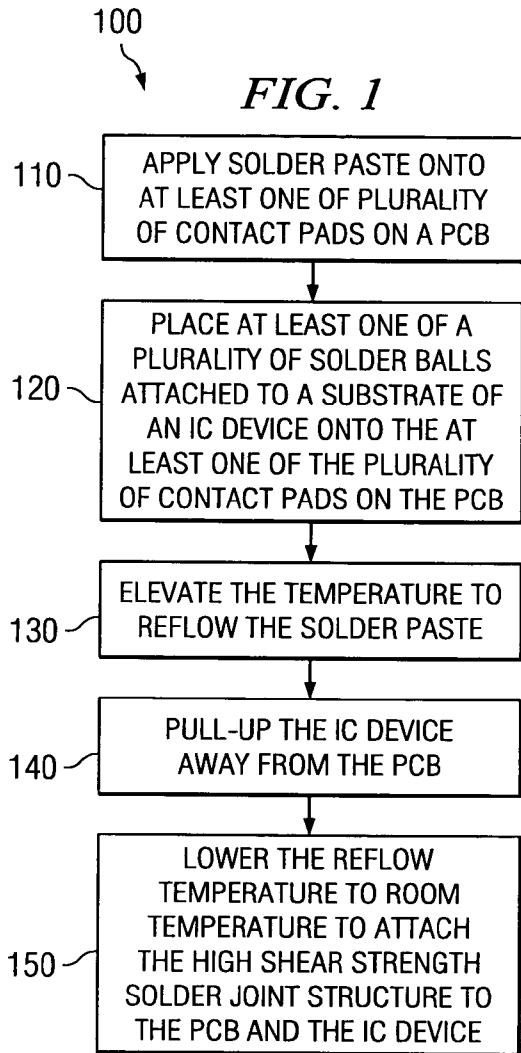 100
FIG. 1
110
APPLY SOLDER PASTE ONTO
AT LEAST ONE OF PLURALITY
OF CONTACT PADS ON A PCB
120
PLACE AT LEAST ONE OF A
PLURALITY OF SOLDER BALLS
ATTACHED TO A SUBSTRATE OF
AN IC DEVICE ONTO THE AT
LEAST ONE OF THE PLURALITY
OF CONTACT PADS ON THE PCB
130
ELEVATE THE TEMPERATURE TO
REFLOW THE SOLDER PASTE
140
PULL-UP THE IC DEVICE
AWAY FROM THE PCB
150
LOWER THE REFLOW
TEMPERATURE TO ROOM
TEMPERATURE TO ATTACH
THE HIGH SHEAR STRENGTH
SOLDER JOINT STRUCTURE TO
THE PCB AND THE IC DEVICE